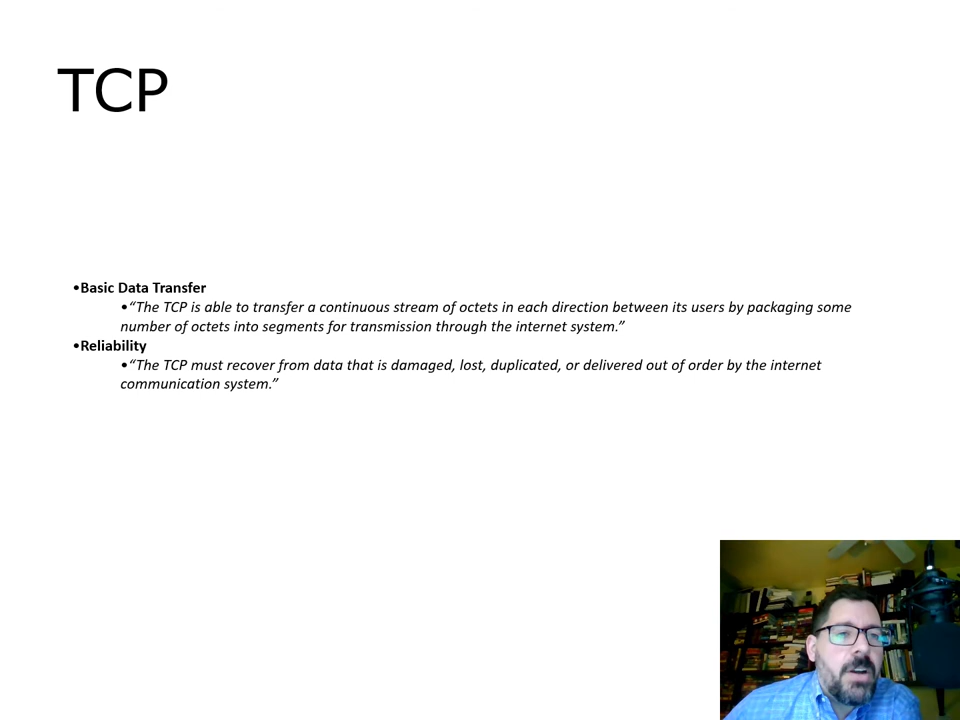 TCP
•Basic Data Transfer
•“The TCP is able to transfer a continuous stream of octets in each direction between its users by packaging some
number of octets into segments for transmission through the internet system.”
•Reliability
•“The TCP must recover from data that is damaged, lost, duplicated, or delivered out of order by the internet
communication system.”